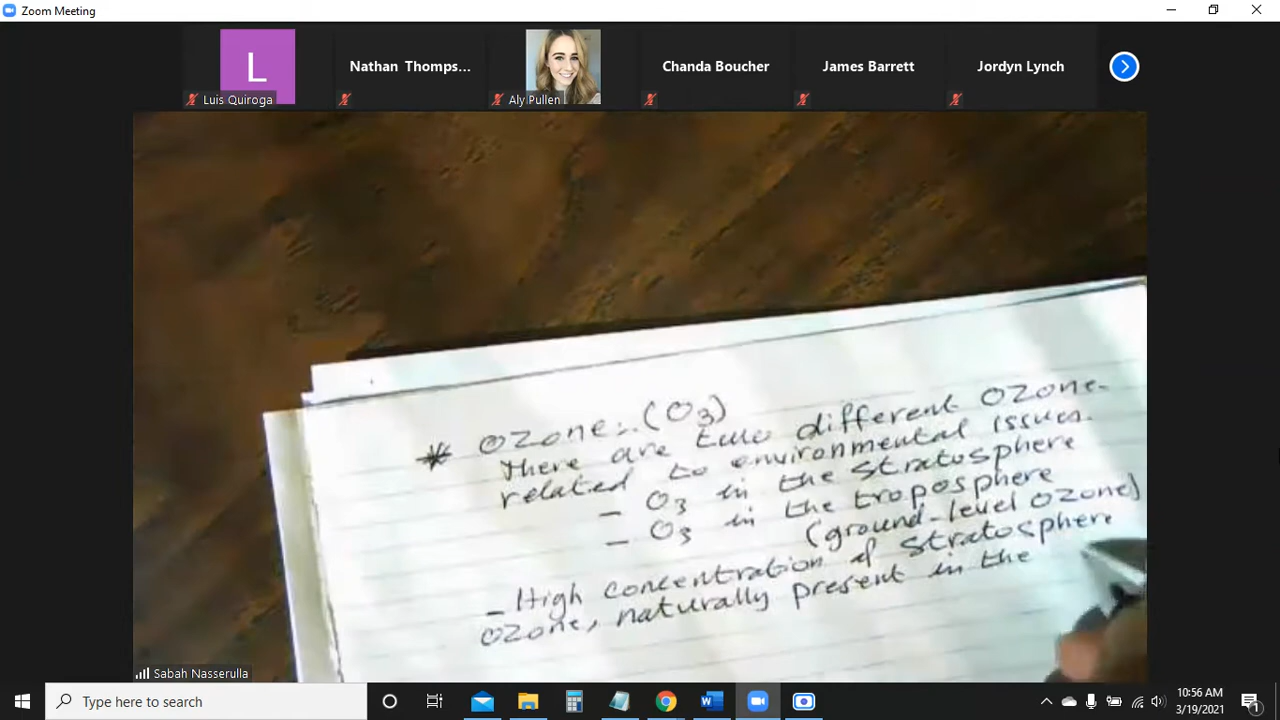 Zoom Meeting
L
Luis Quiroga
Nathan Thomps...
Aly Pullen
Chanda Boucher
James Barrett
Jordyn Lynch
* Ozone:. (O3)
There are two different Ozone.
related to environmental issues.
- O3 in the stratosphere
- O3 in the troposphere
(ground-level Ozone)
- High concentration of stratosphere
Ozone, naturally present in the
Sabah Nasserulla
Type here to search
10:56 AM
3/19/2021
1